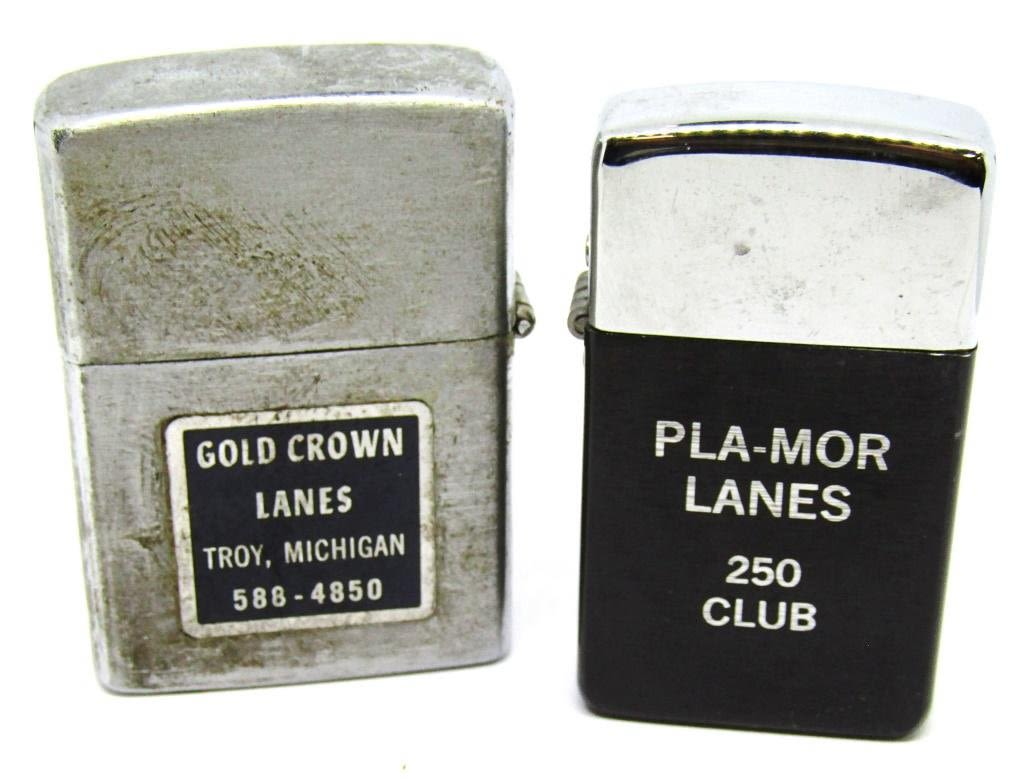 GOLD CROWN
LANES
TROY, MICHIGAN
588-4850
PLA-MOR
LANES
250
CLUB